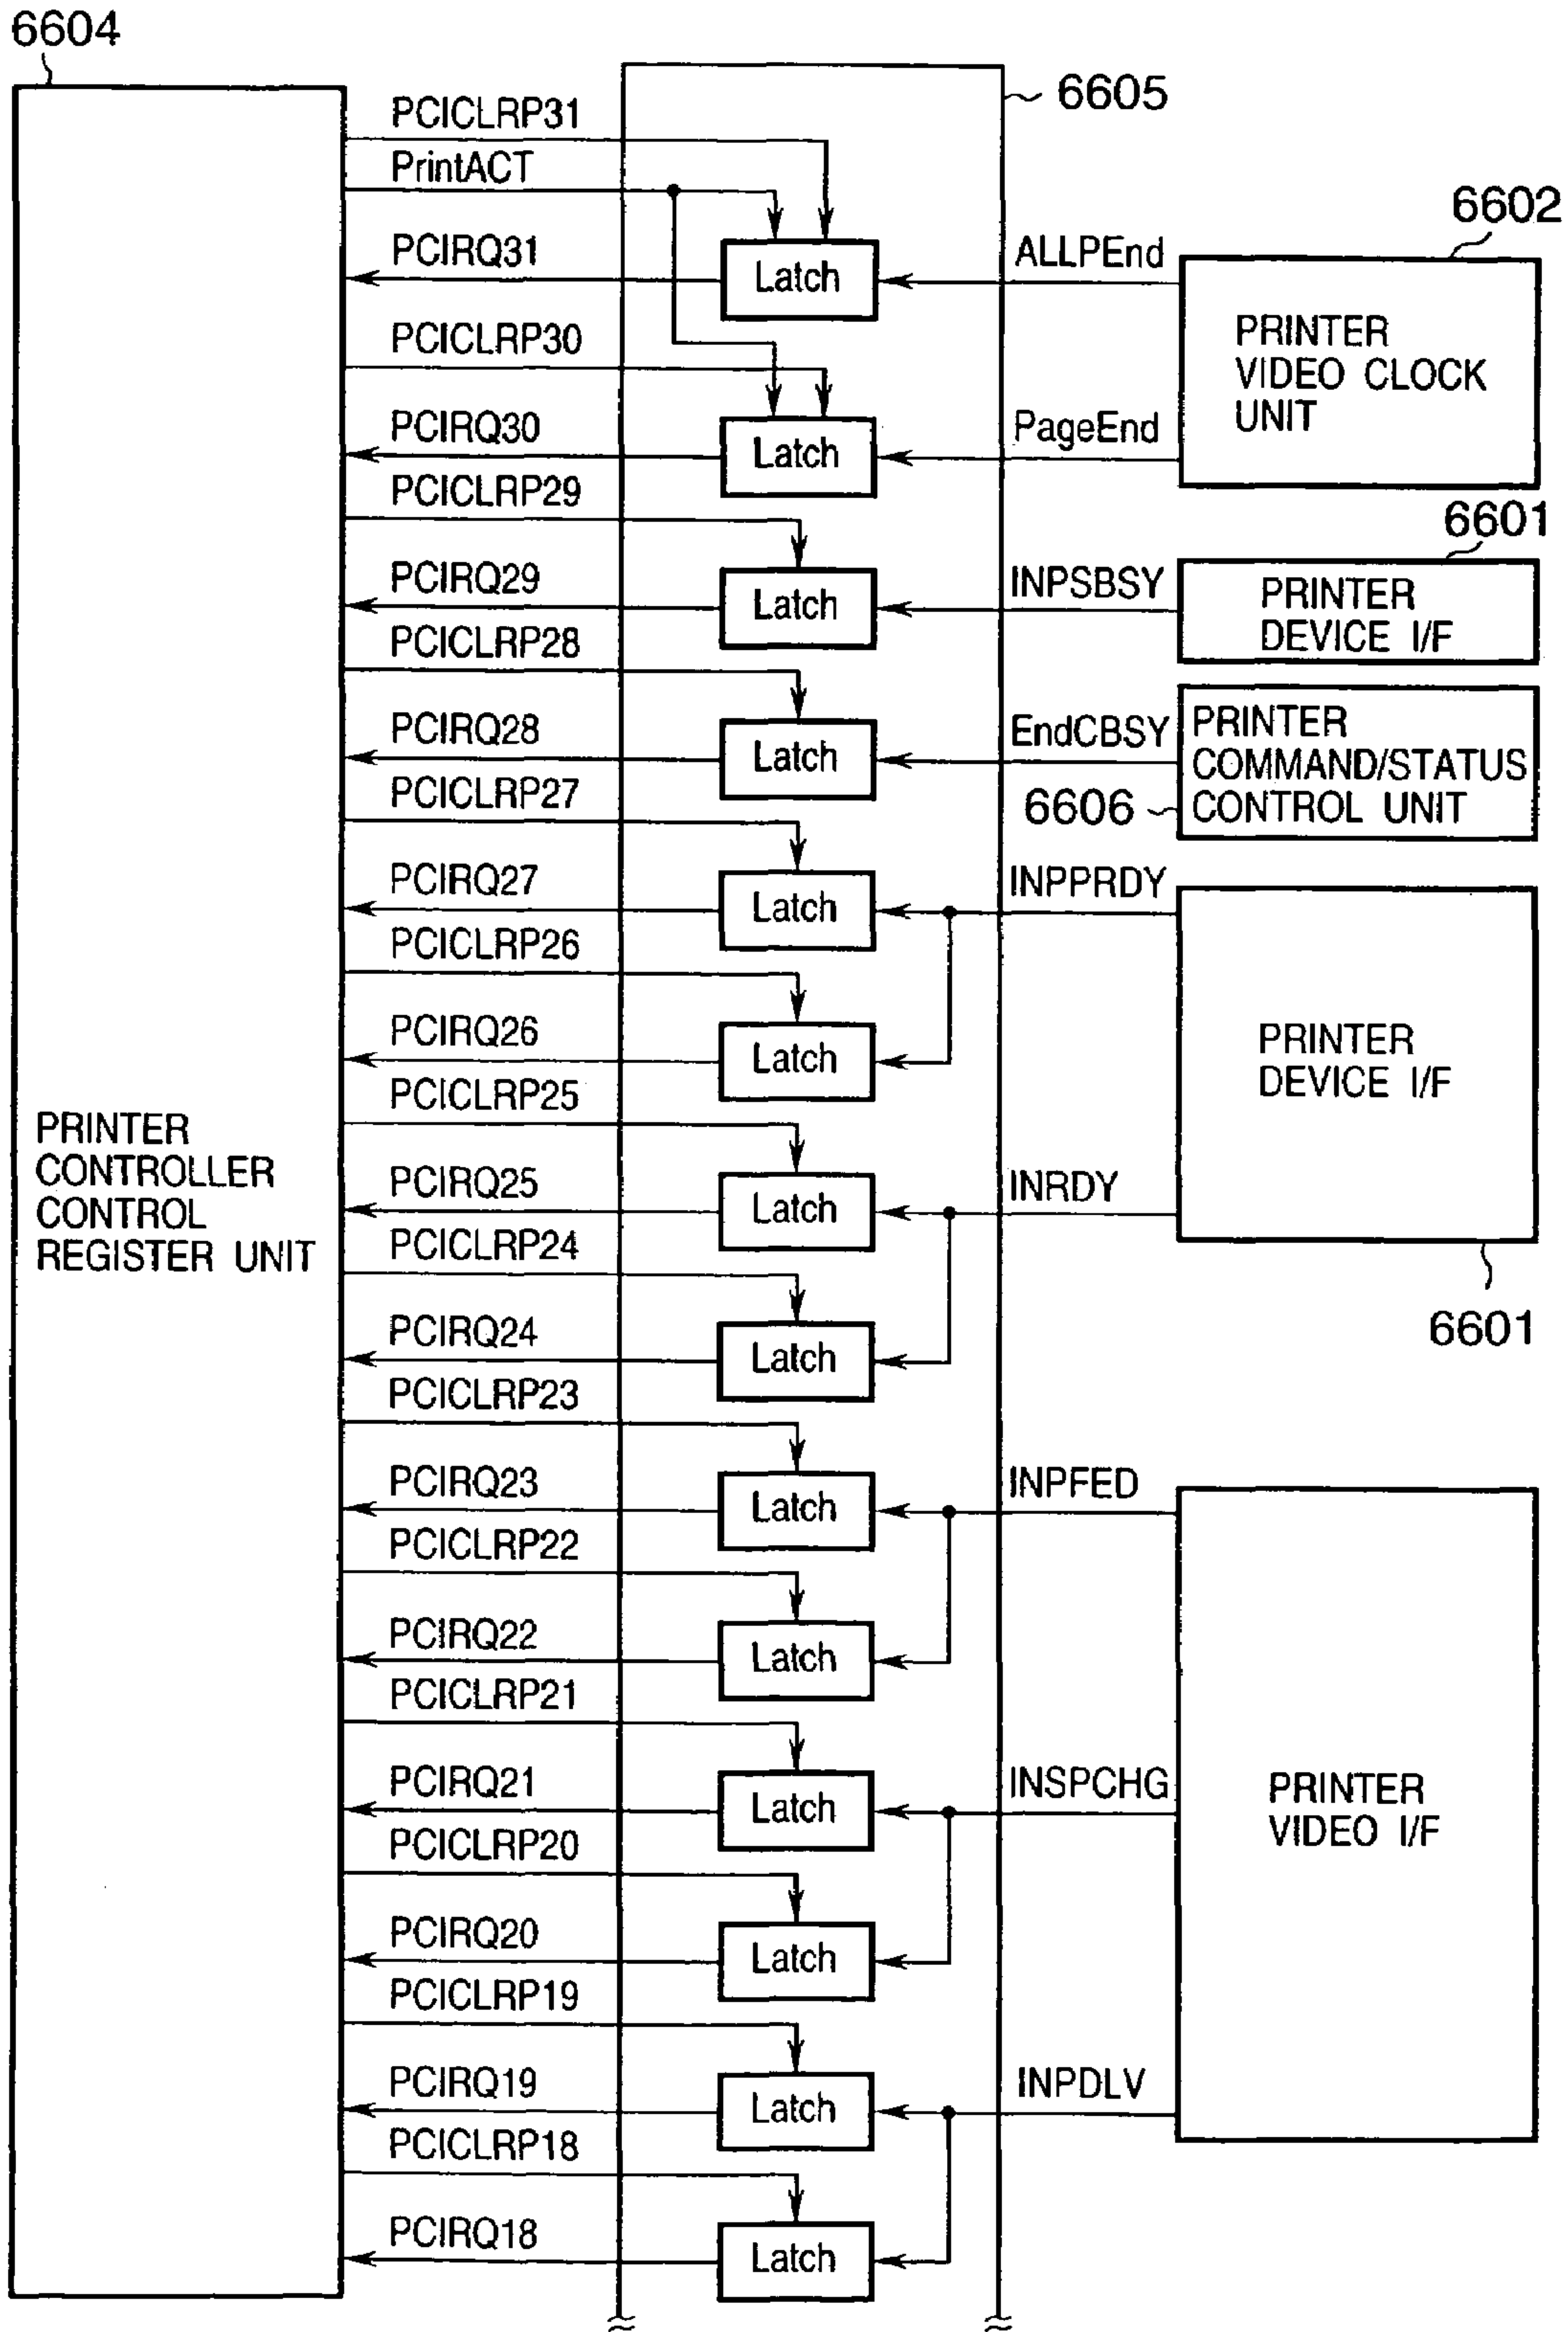 6604
6605
PCICLRP31
PrintACT
6602
PCIRQ31
Latch
ALLPEnd
PRINTER
VIDEO CLOCK
UNIT
PCICLRP30
PCIRQ30
Latch
PageEnd
PCICLRP29
6601
PCIRQ29
Latch
INPSBSY
PRINTER
DEVICE I/F
PCICLRP28
PCIRQ28
Latch
EndCBSY
PRINTER
COMMAND/STATUS
CONTROL UNIT
6606
PCICLRP27
PCIRQ27
Latch
INPPRDY
PCICLRP26
PCIRQ26
Latch
PRINTER
DEVICE I/F
PCICLRP25
PRINTER
CONTROLLER
CONTROL
REGISTER UNIT
PCIRQ25
Latch
INRDY
PCICLRP24
6601
PCIRQ24
Latch
PCICLRP23
PCIRQ23
Latch
INPFED
PCICLRP22
PCIRQ22
Latch
PCICLRP21
PCIRQ21
Latch
INSPCHG
PRINTER
VIDEO I/F
PCICLRP20
PCIRQ20
Latch
PCICLRP19
PCIRQ19
Latch
INPDLV
PCICLRP18
PCIRQ18
Latch